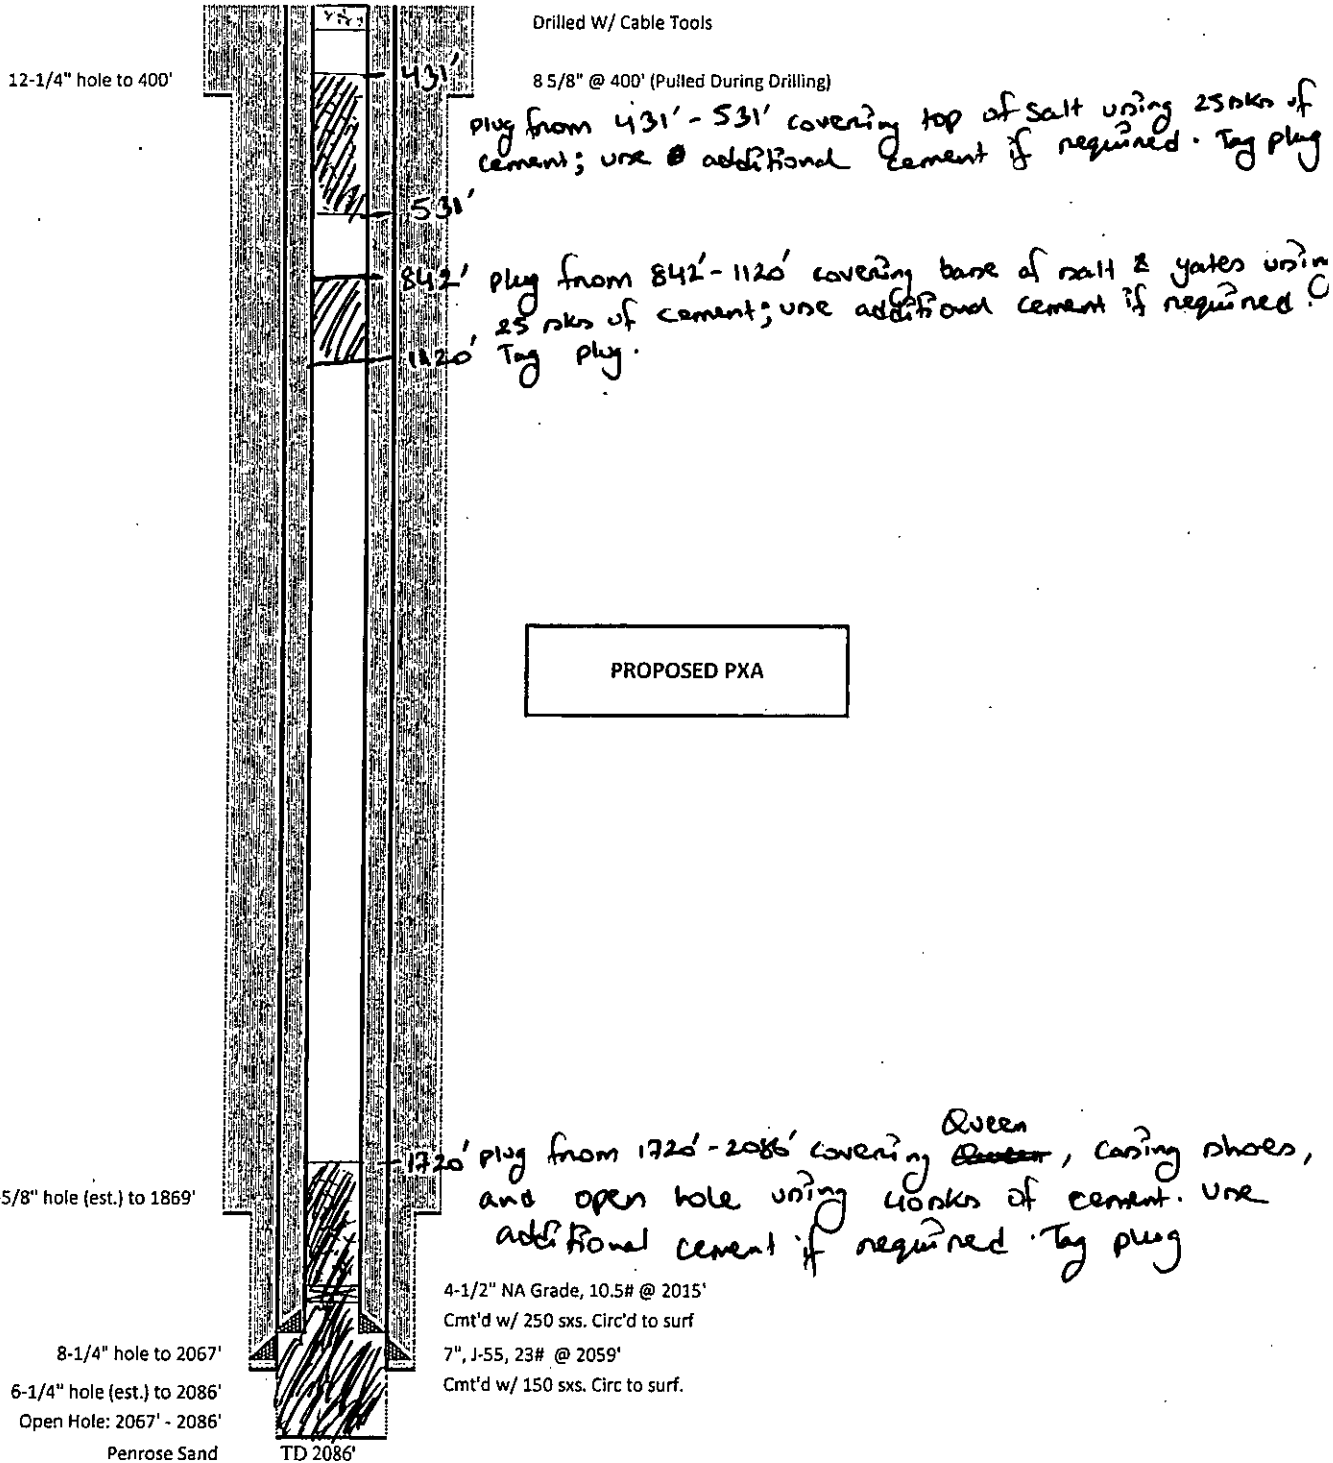 Drilled W/ Cable Tools
431'
12-1/4" hole to 400'
8 5/8" @ 400' (Pulled During Drilling)
plug from 431' - 531' covering top of salt using 25 sks of
cement; use additional cement if required. Tag plug
531'
842' plug from 842' - 1120' covering base of salt & yates using
25 sks of cement; use additional cement if required.
1120' Tag plug.
PROPOSED PXA
Queen
1720' plug from 1720' - 2086' covering , casing shoes,
-5/8" hole (est.) to 1869'
and open hole using 40sks of cement. Use
additional cement if required. Tag plug
4-1/2" NA Grade, 10.5# @ 2015'
Cmt'd w/ 250 sxs. Circ'd to surf
8-1/4" hole to 2067'
7", J-55, 23# @ 2059'
6-1/4" hole (est.) to 2086'
Cmt'd w/ 150 sxs. Circ to surf.
Open Hole: 2067' - 2086'
Penrose Sand
TD 2086'